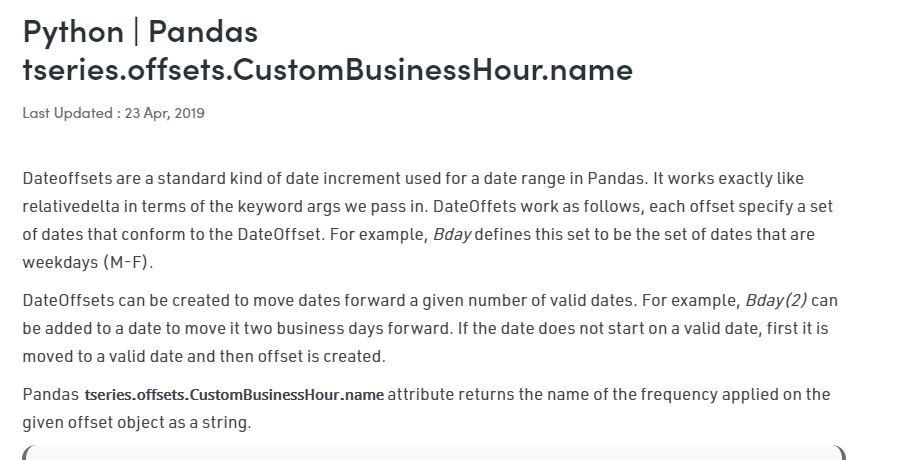 Python | Pandas
tseries.offsets.CustomBusinessHour.name
Last Updated : 23 Apr, 2019
Dateoffsets are a standard kind of date increment used for a date range in Pandas. It works exactly like
relativedelta in terms of the keyword args we pass in. DateOffets work as follows, each offset specify a set
of dates that conform to the DateOffset. For example, Bday defines this set to be the set of dates that are
weekdays (M-F).
DateOffsets can be created to move dates forward a given number of valid dates. For example, Bday(2) can
be added to a date to move it two business days forward. If the date does not start on a valid date, first it is
moved to a valid date and then offset is created.
Pandas tseries.offsets.CustomBusinessHour.name attribute returns the name of the frequency applied on the
given offset object as a string.